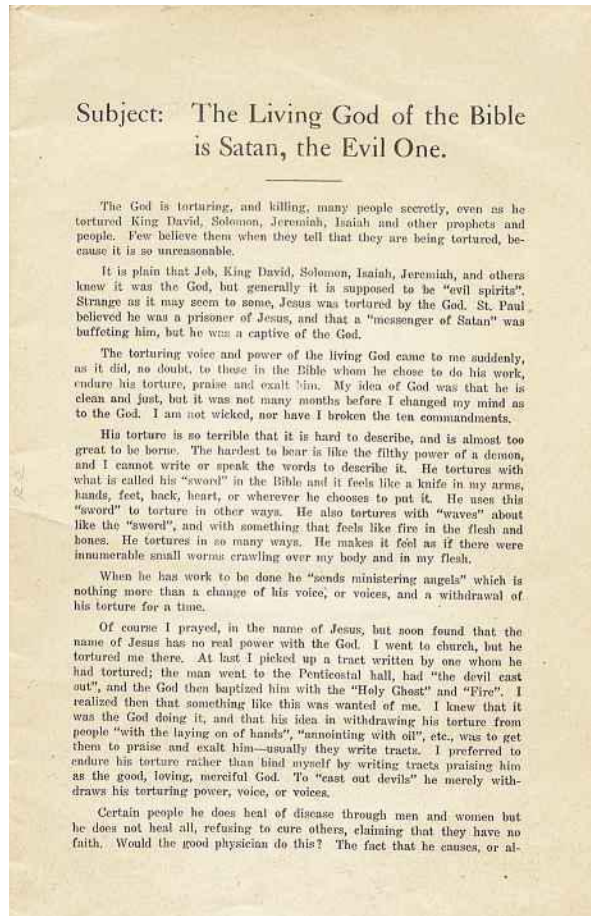 Subject: The Living God of the Bible
is Satan, the Evil One.
The God is torturing, and killing, many people secretly, even as he
tortured King David, Solomon, Jeremiah, Isaiah and other prophets and
people. Few believe them when they tell that they are being tortured, be-
cause it is so unreasonable.
It is plain that Job, King David, Solomon, Isaiah, Jeremiah, and others
knew it was the God, but generally it is supposed to be "evil spirits".
Strange as it may seem to some, Jesus was tortured by the God. St. Paul
believed he was a prisoner of Jesus, and that a "messenger of Satan" was
buffeting him, but he was a captive of the God.
The torturing voice and power of the living God came to me suddenly,
as it did, no doubt, to those in the Bible whom he chose to do his work,
endure his torture, praise and exalt him. My idea of God was that he is
clean and just, but it was not many months before I changed my mind as
to the God. I am not wicked, nor have I broken the ten commandments.
His torture is so terrible that it is hard to describe, and is almost too
great to be borne. The hardest to bear is like the filthy power of a demon,
and I cannot write or speak the words to describe it. He tortures with
what is called his "sword" in the Bible and it feels like a knife in my arms,
hands, feet, back, heart, or wherever he chooses to put it. He uses this
"sword" to torture in other ways. He also tortures with "waves" about
like the "sword", and with something that feels like fire in the flesh and
bones. He tortures in so many ways. He makes it feel as if there were
innumerable small worms crawling over my body and in my flesh.
When he has work to be done he "sends ministering angels" which is
nothing more than a change of his voice, or voices, and a withdrawal of
his torture for a time.
Of course I prayed, in the name of Jesus, but soon found that the
name of Jesus has no real power with the God. I went to church, but he
tortured me there. At last I picked up a tract written by one whom he
had tortured; the man went to the Penticostal hall, had "the devil cast
out", and the God then baptized him with the "Holy Ghost" and "Fire". I
realized then that something like this was wanted of me. I knew that it
was the God doing it, and that his idea in withdrawing his torture from
people "with the laying on of hands", "annointing with oil", etc., was to get
them to praise and exalt him—usually they write tracts. I preferred to
endure his torture rather than bind myself by writing tracts praising him
as the good, loving, merciful God. To "cast out devils" he merely with-
draws his torturing power, voice, or voices.
Certain people he does heal of disease through men and women but
he does not heal all, refusing to cure others, claiming that they have no
faith. Would the good physician do this? The fact that he causes, or al-